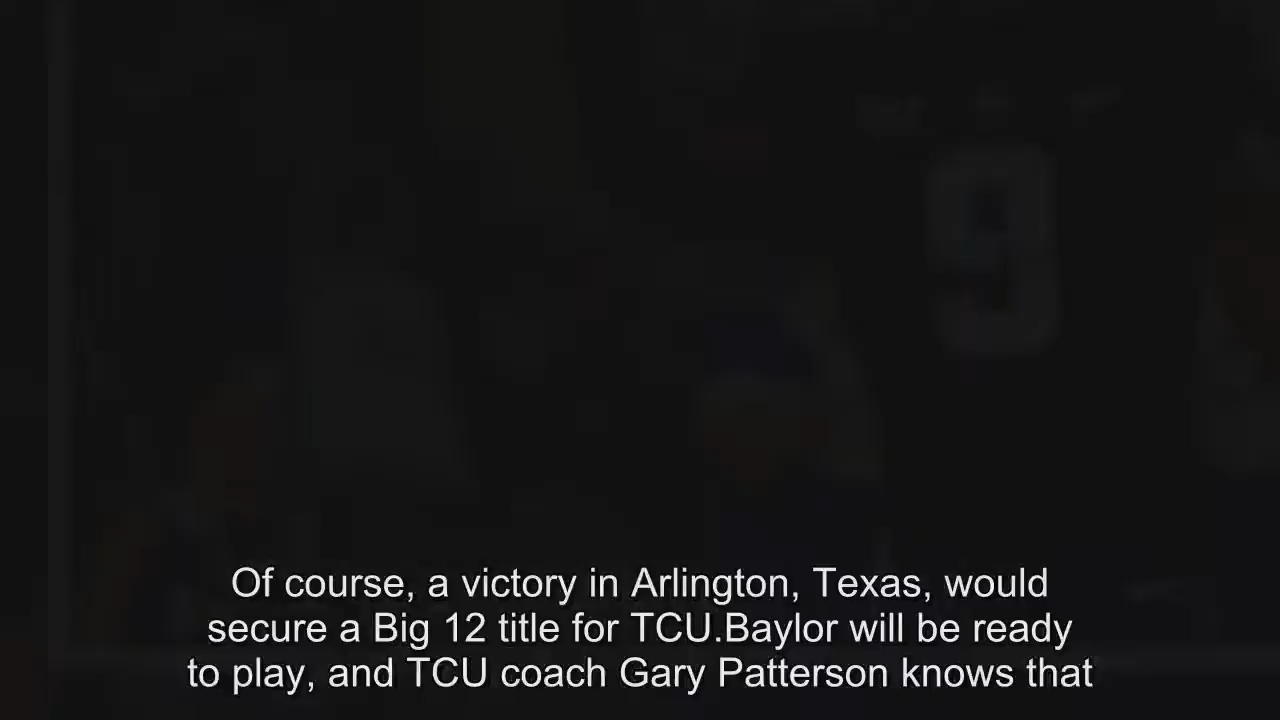 9
Of course, a victory in Arlington, Texas, would
secure a Big 12 title for TCU.Baylor will be ready
to play, and TCU coach Gary Patterson knows that